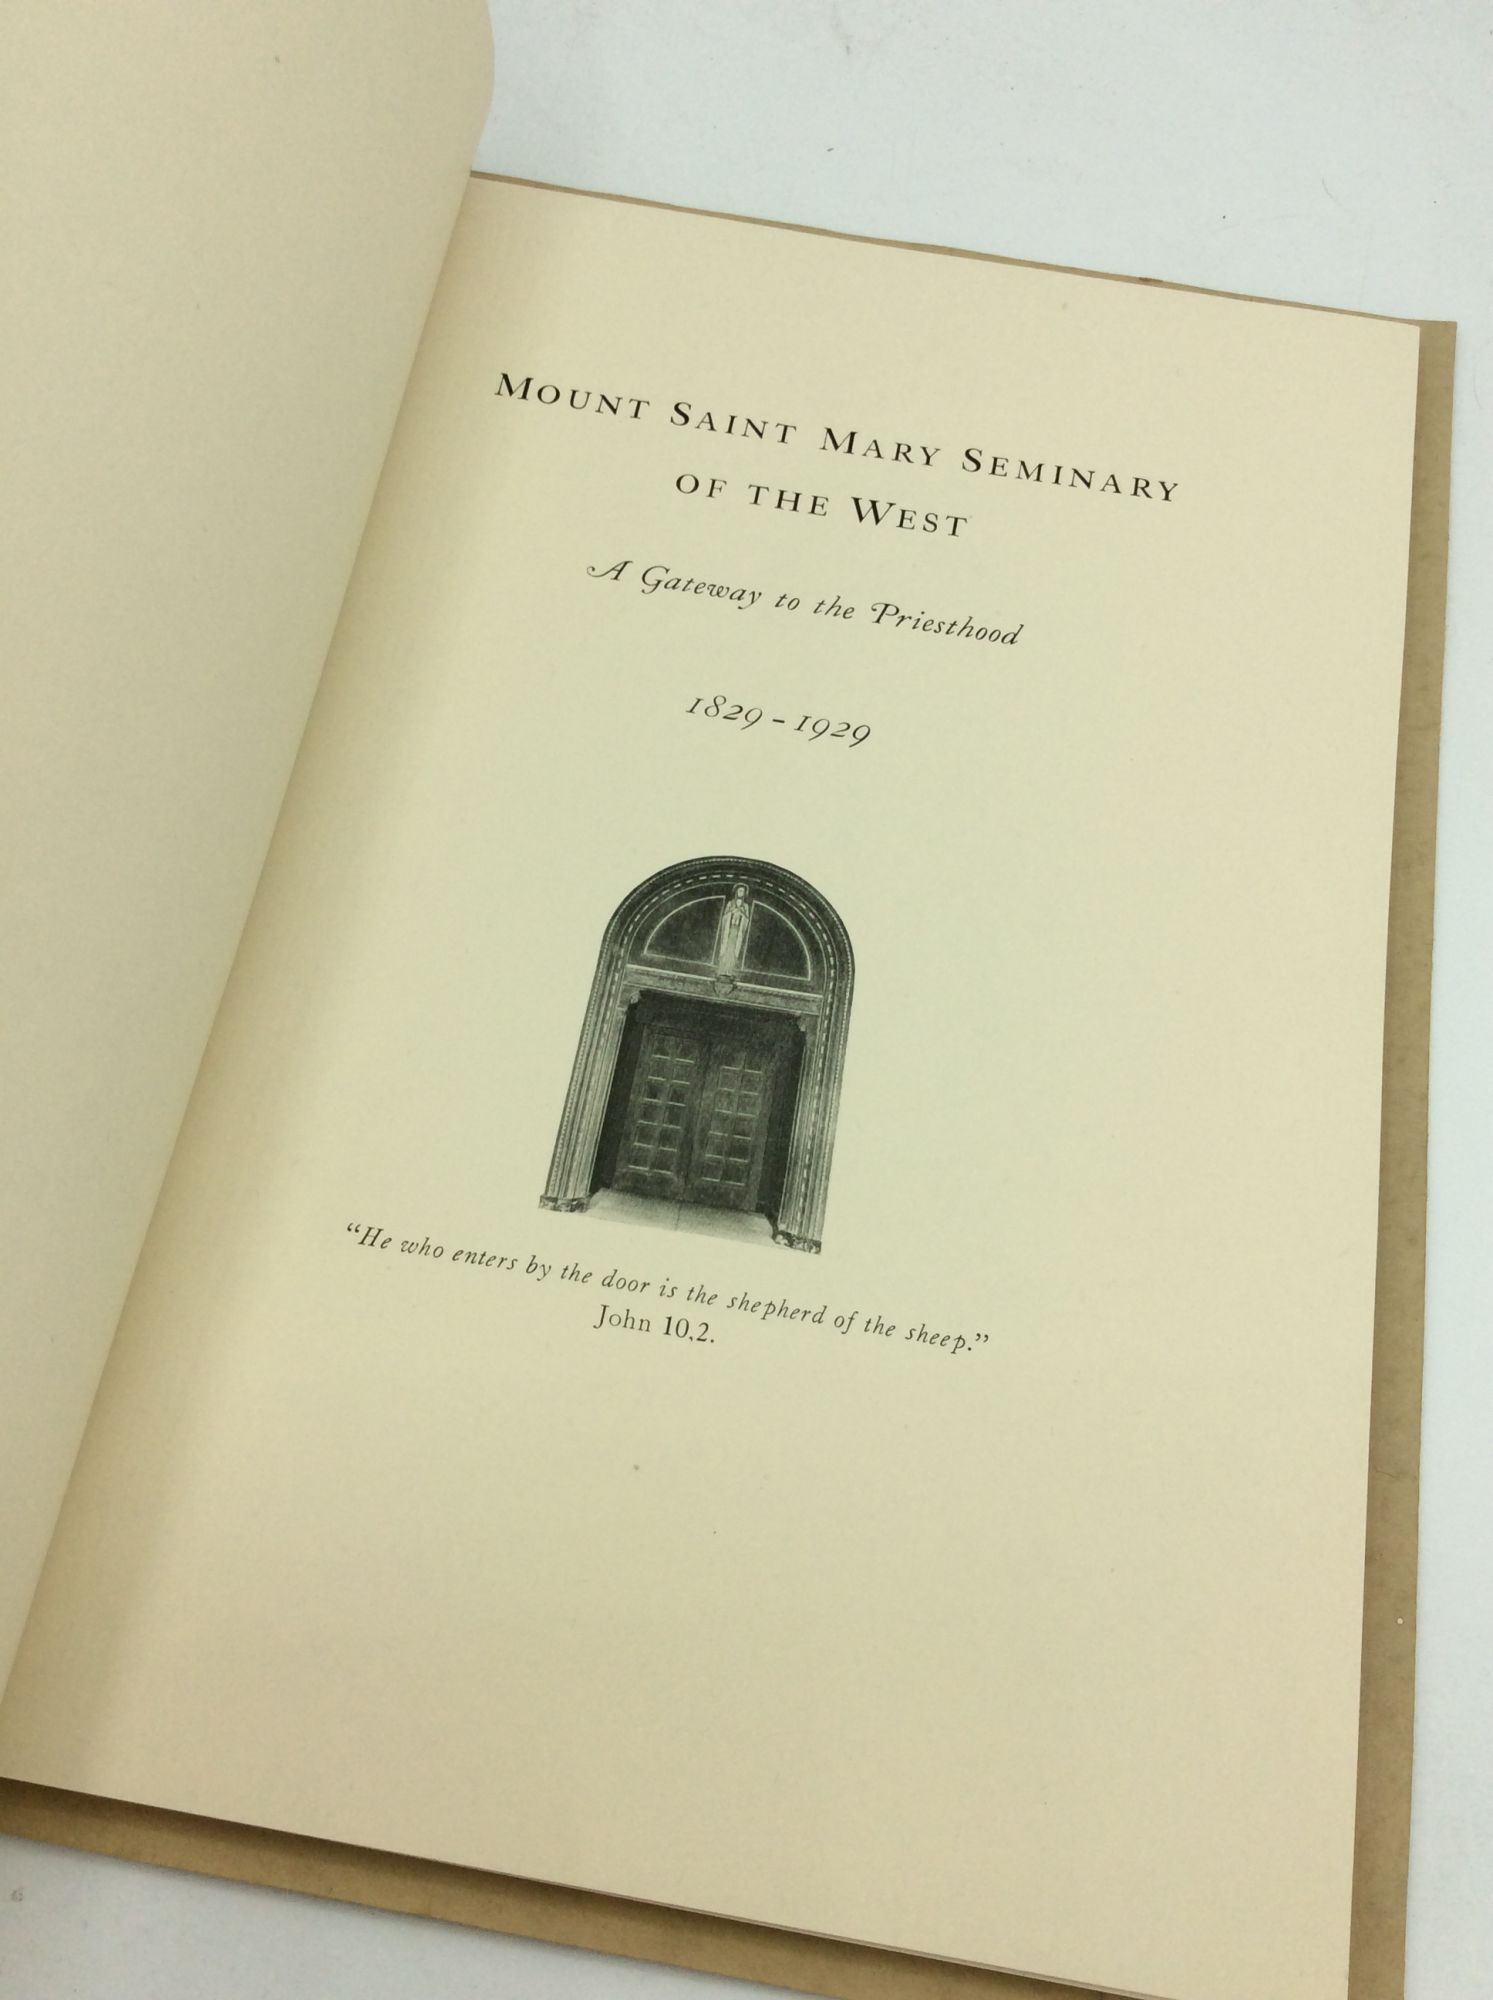 MOUNT SAINT MARY SEMINARY
OF THE WEST
A Gateway to the Priesthood
1829-1929
"He who enters by the door is the shepherd of the sheep."
John 10,2.